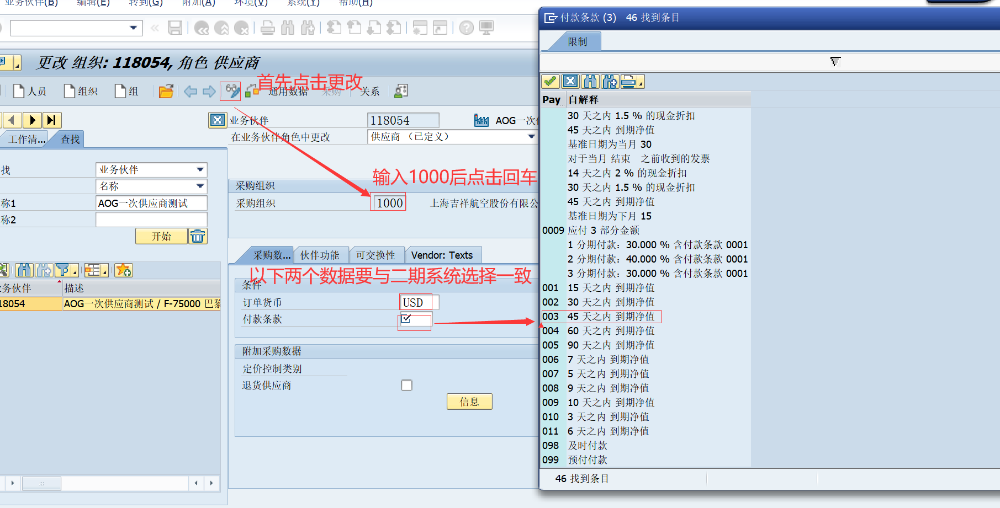 业务伙伴(B) 编辑(E) 转到(G) 附加(A) 环境(V) 系统(Y) 帮助(H)
更改 组织: 118054, 角色 供应商
首先点击更改
人员 组织 组 通用数据 采购 关系
业务伙伴 118054 AOG一次
在业务伙伴角色中更改 供应商 （已定义）
工作清... 查找
找 业务伙伴
名称
称1 AOG一次供应商测试
称2
开始
务伙伴 描述
18054 AOG一次供应商测试 / F-75000 巴黎
输入1000后点击回车
采购组织
采购组织 1000 上海吉祥航空股份有限公
采购数... 伙伴功能 可交换性 Vendor: Texts
以下两个数据要与二期系统选择一致
条件
订单货币 USD
付款条款
附加采购数据
定价控制类别
退货供应商
信息
付款条款 (3) 46 找到条目
限制
Pay... 自解释
30 天之内 1.5 % 的现金折扣
45 天之内 到期净值
基准日期为当月 30
对于当月 结束 之前收到的发票
14 天之内 2 % 的现金折扣
30 天之内 1.5 % 的现金折扣
45 天之内 到期净值
基准日期为下月 15
0009 应付 3 部分金额
1 分期付款: 30.000 % 含付款条款 0001
2 分期付款: 40.000 % 含付款条款 0001
3 分期付款: 30.000 % 含付款条款 0001
001 15 天之内 到期净值
002 30 天之内 到期净值
003 45 天之内 到期净值
004 60 天之内 到期净值
005 90 天之内 到期净值
006 7 天之内 到期净值
007 5 天之内 到期净值
008 9 天之内 到期净值
009 10 天之内 到期净值
010 3 天之内 到期净值
011 6 天之内 到期净值
098 及时付款
099 预付付款
46 找到条目